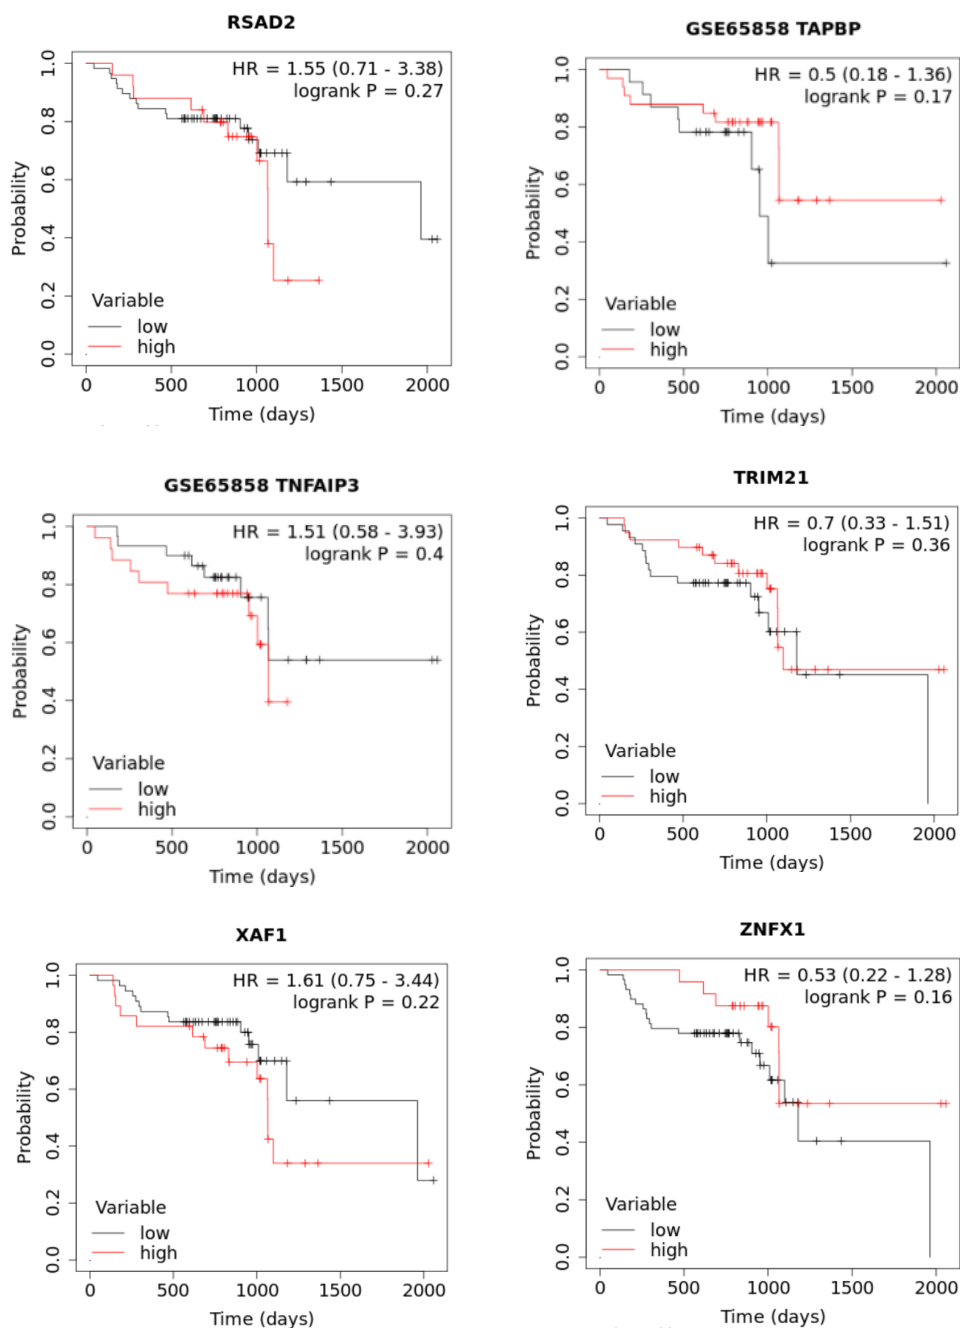 RSAD2
HR = 1.55 (0.71 - 3.38)
logrank P = 0.27
Probability
1.0
0.8
0.6
0.4
0.2
0.0
Variable
low
high
0 500 1000 1500 2000
Time (days)
GSE65858 TAPBP
HR = 0.5 (0.18 - 1.36)
logrank P = 0.17
Probability
1.0
0.8
0.6
0.4
0.2
0.0
Variable
low
high
0 500 1000 1500 2000
Time (days)
GSE65858 TNFAIP3
HR = 1.51 (0.58 - 3.93)
logrank P = 0.4
Probability
1.0
0.8
0.6
0.4
0.2
0.0
Variable
low
high
0 500 1000 1500 2000
Time (days)
TRIM21
HR = 0.7 (0.33 - 1.51)
logrank P = 0.36
Probability
1.0
0.8
0.6
0.4
0.2
0.0
Variable
low
high
0 500 1000 1500 2000
Time (days)
XAF1
HR = 1.61 (0.75 - 3.44)
logrank P = 0.22
Probability
1.0
0.8
0.6
0.4
0.2
0.0
Variable
low
high
0 500 1000 1500 2000
Time (days)
ZNFX1
HR = 0.53 (0.22 - 1.28)
logrank P = 0.16
Probability
1.0
0.8
0.6
0.4
0.2
0.0
Variable
low
high
0 500 1000 1500 2000
Time (days)